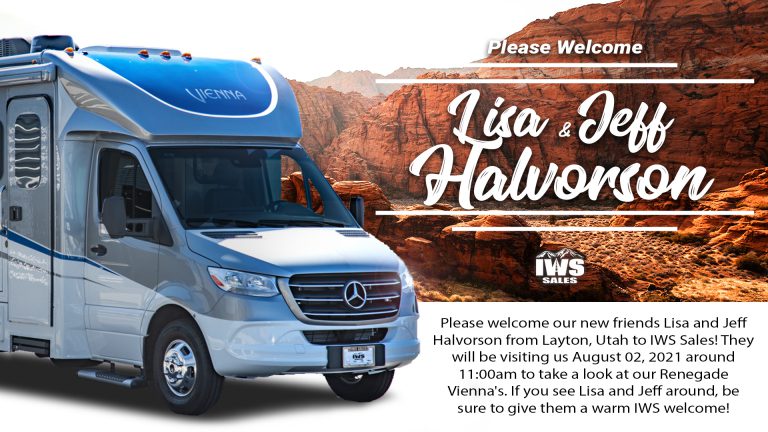 Please Welcome
VIENNA
Lisa & Jeff
Halvorson
IWS
SALES
Please welcome our new friends Lisa and Jeff
Halvorson from Layton, Utah to IWS Sales! They
will be visiting us August 02, 2021 around
11:00am to take a look at our Renegade
Vienna's. If you see Lisa and Jeff around, be
sure to give them a warm IWS welcome!